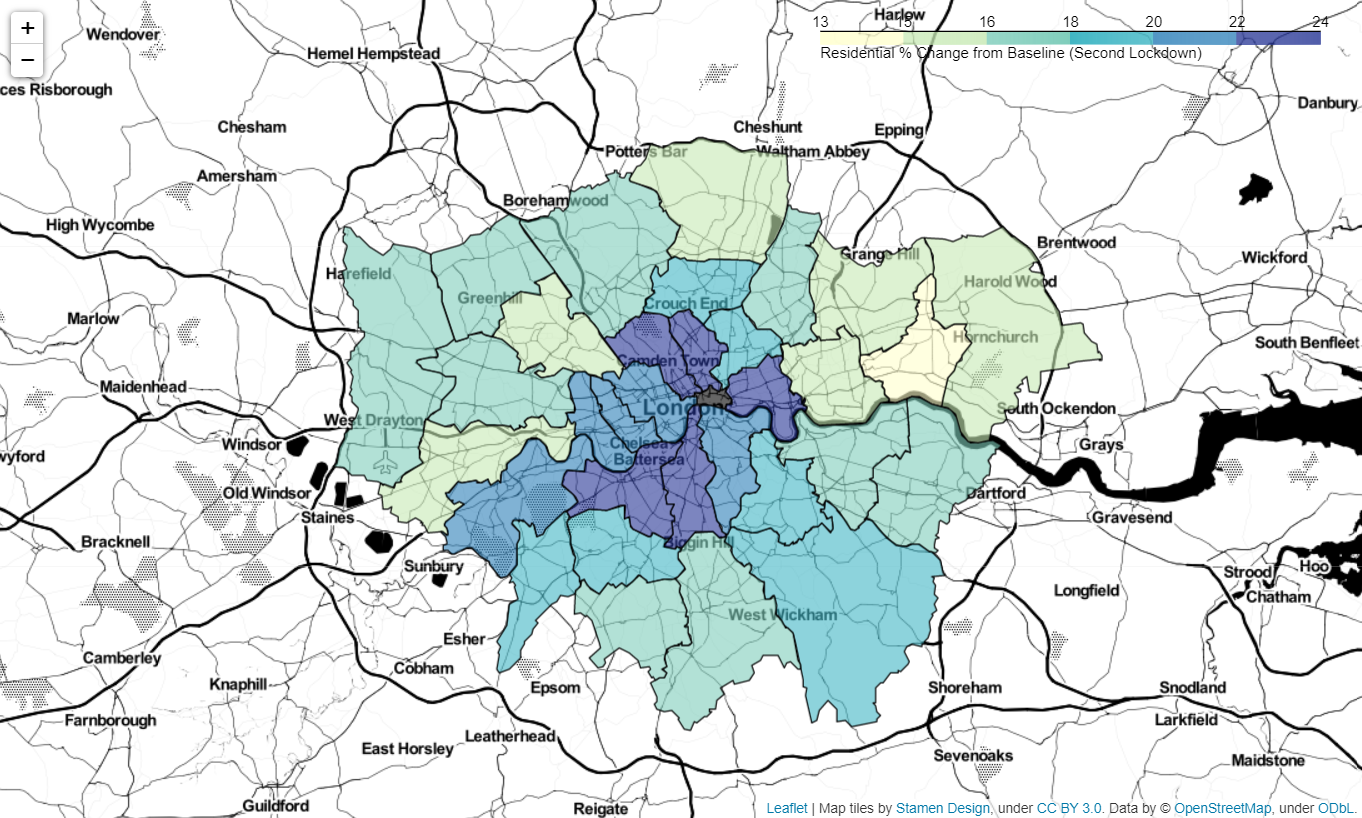 +
−
13 15 16 18 20 22 24
Residential % Change from Baseline (Second Lockdown)
Harlow
Wendover
Hemel Hempstead
ces Risborough
Danbury
Chesham
Cheshunt
Epping
Potters Bar
Waltham Abbey
Amersham
Borehamwood
High Wycombe
Brentwood
Grange Hill
Wickford
Harefield
Harold Wood
Greenhill
Crouch End
Marlow
Hornchurch
South Benfleet
Camden Town
Maidenhead
London
South Ockendon
West Drayton
Windsor
Chelsea
Grays
wyford
Battersea
Old Windsor
Dartford
Staines
Gravesend
Bracknell
Biggin Hill
Sunbury
Strood
Hoo
Longfield
Chatham
West Wickham
Esher
Camberley
Cobham
Knaphill
Epsom
Shoreham
Snodland
Farnborough
Larkfield
Leatherhead
East Horsley
Sevenoaks
Maidstone
Guildford
Reigate
Leaflet | Map tiles by Stamen Design, under CC BY 3.0. Data by © OpenStreetMap, under ODbL.